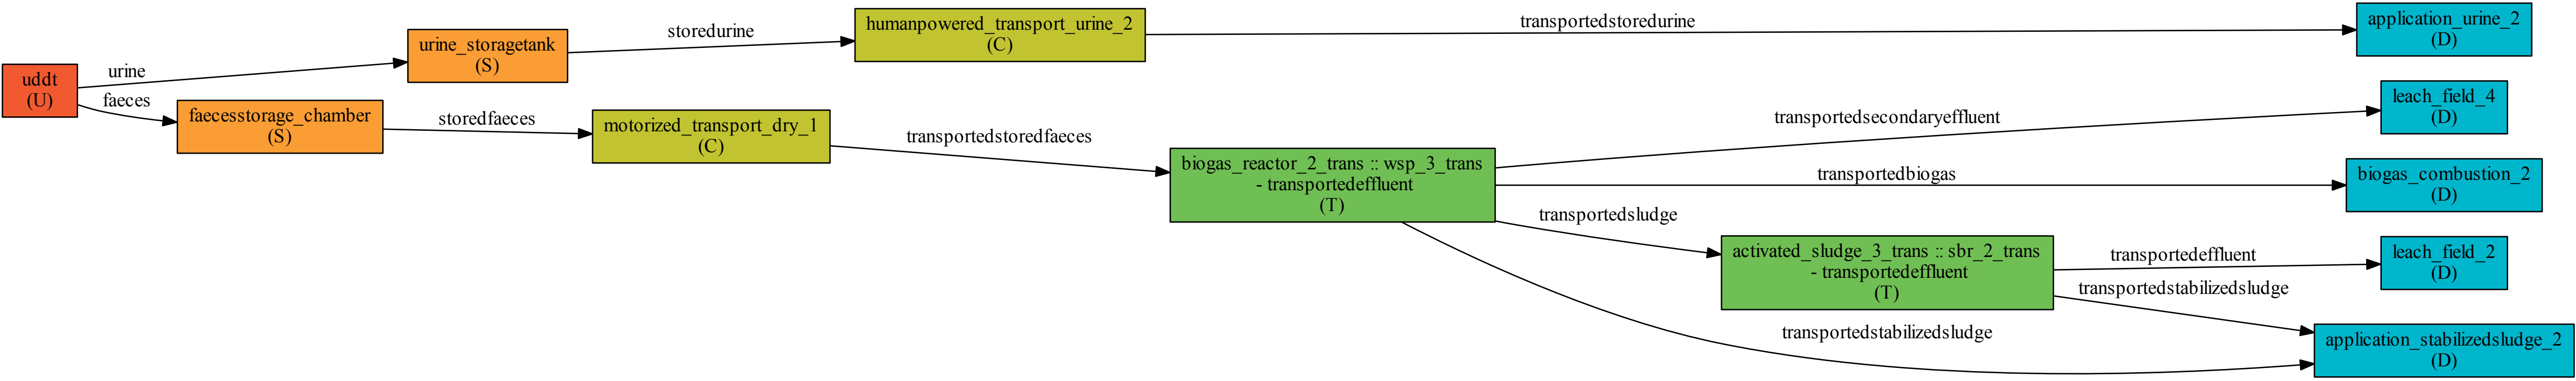 uddt
(U)
urine
faeces
urine_storagetank
(S)
faecesstorage_chamber
(S)
storedurine
storedfaeces
humanpowered_transport_urine_2
(C)
motorized_transport_dry_1
(C)
transportedstoredurine
transportedstoredfaeces
biogas_reactor_2_trans :: wsp_3_trans
- transportedeffluent
(T)
transportedsecondaryeffluent
transportedbiogas
transportedsludge
transportedstabilizedsludge
activated_sludge_3_trans :: sbr_2_trans
- transportedeffluent
(T)
transportedeffluent
transportedstabilizedsludge
application_urine_2
(D)
leach_field_4
(D)
biogas_combustion_2
(D)
leach_field_2
(D)
application_stabilizedsludge_2
(D)